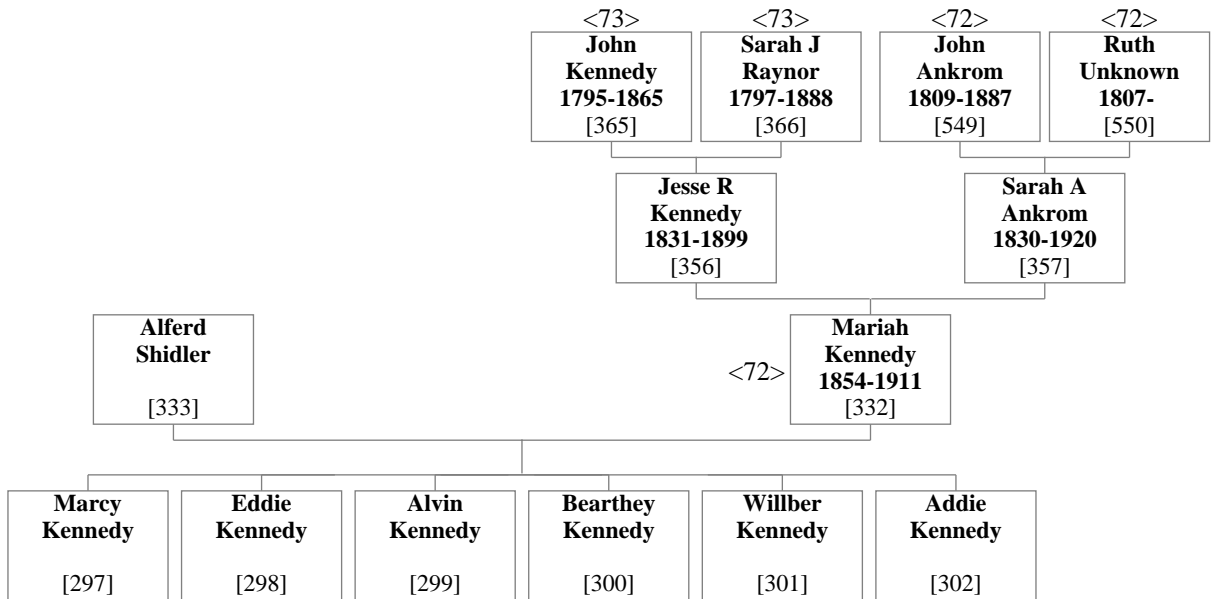 <73>
John
Kennedy
1795-1865
[365]
<73>
Sarah J
Raynor
1797-1888
[366]
<72>
John
Ankrom
1809-1887
[549]
<72>
Ruth
Unknown
1807-
[550]
Jesse R
Kennedy
1831-1899
[356]
Sarah A
Ankrom
1830-1920
[357]
Alferd
Shidler
[333]
<72>
Mariah
Kennedy
1854-1911
[332]
Marcy
Kennedy
[297]
Eddie
Kennedy
[298]
Alvin
Kennedy
[299]
Bearthey
Kennedy
[300]
Willber
Kennedy
[301]
Addie
Kennedy
[302]